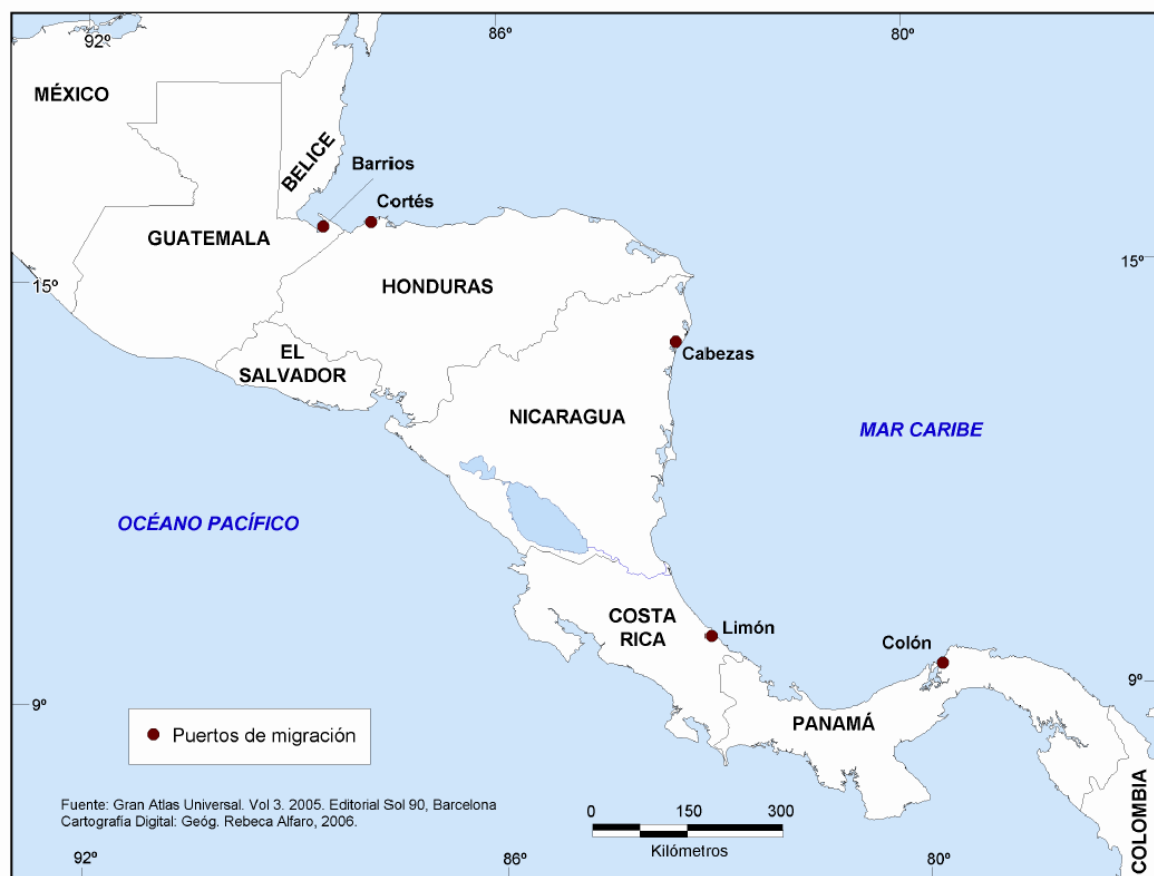 92º
86º
80º
MÉXICO
BELICE
Barrios
Cortés
GUATEMALA
HONDURAS
15º
15º
EL
SALVADOR
Cabezas
NICARAGUA
MAR CARIBE
OCÉANO PACÍFICO
COSTA
RICA
Limón
Colón
9º
9º
PANAMÁ
COLOMBIA
Puertos de migración
Fuente: Gran Atlas Universal. Vol 3. 2005. Editorial Sol 90, Barcelona
Cartografía Digital: Geóg. Rebeca Alfaro, 2006.
0 150 300
Kilómetros
92º
86º
80º